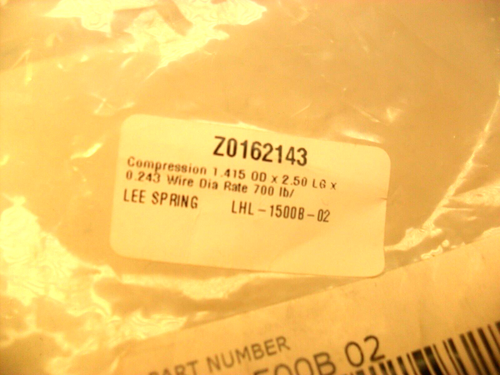 Z0162143
Compression 1.415 OD x 2.50 LG x
0.243 Wire Dia Rate 700 lb/
LEE SPRING LHL-1500B-02
PART NUMBER
500B 02